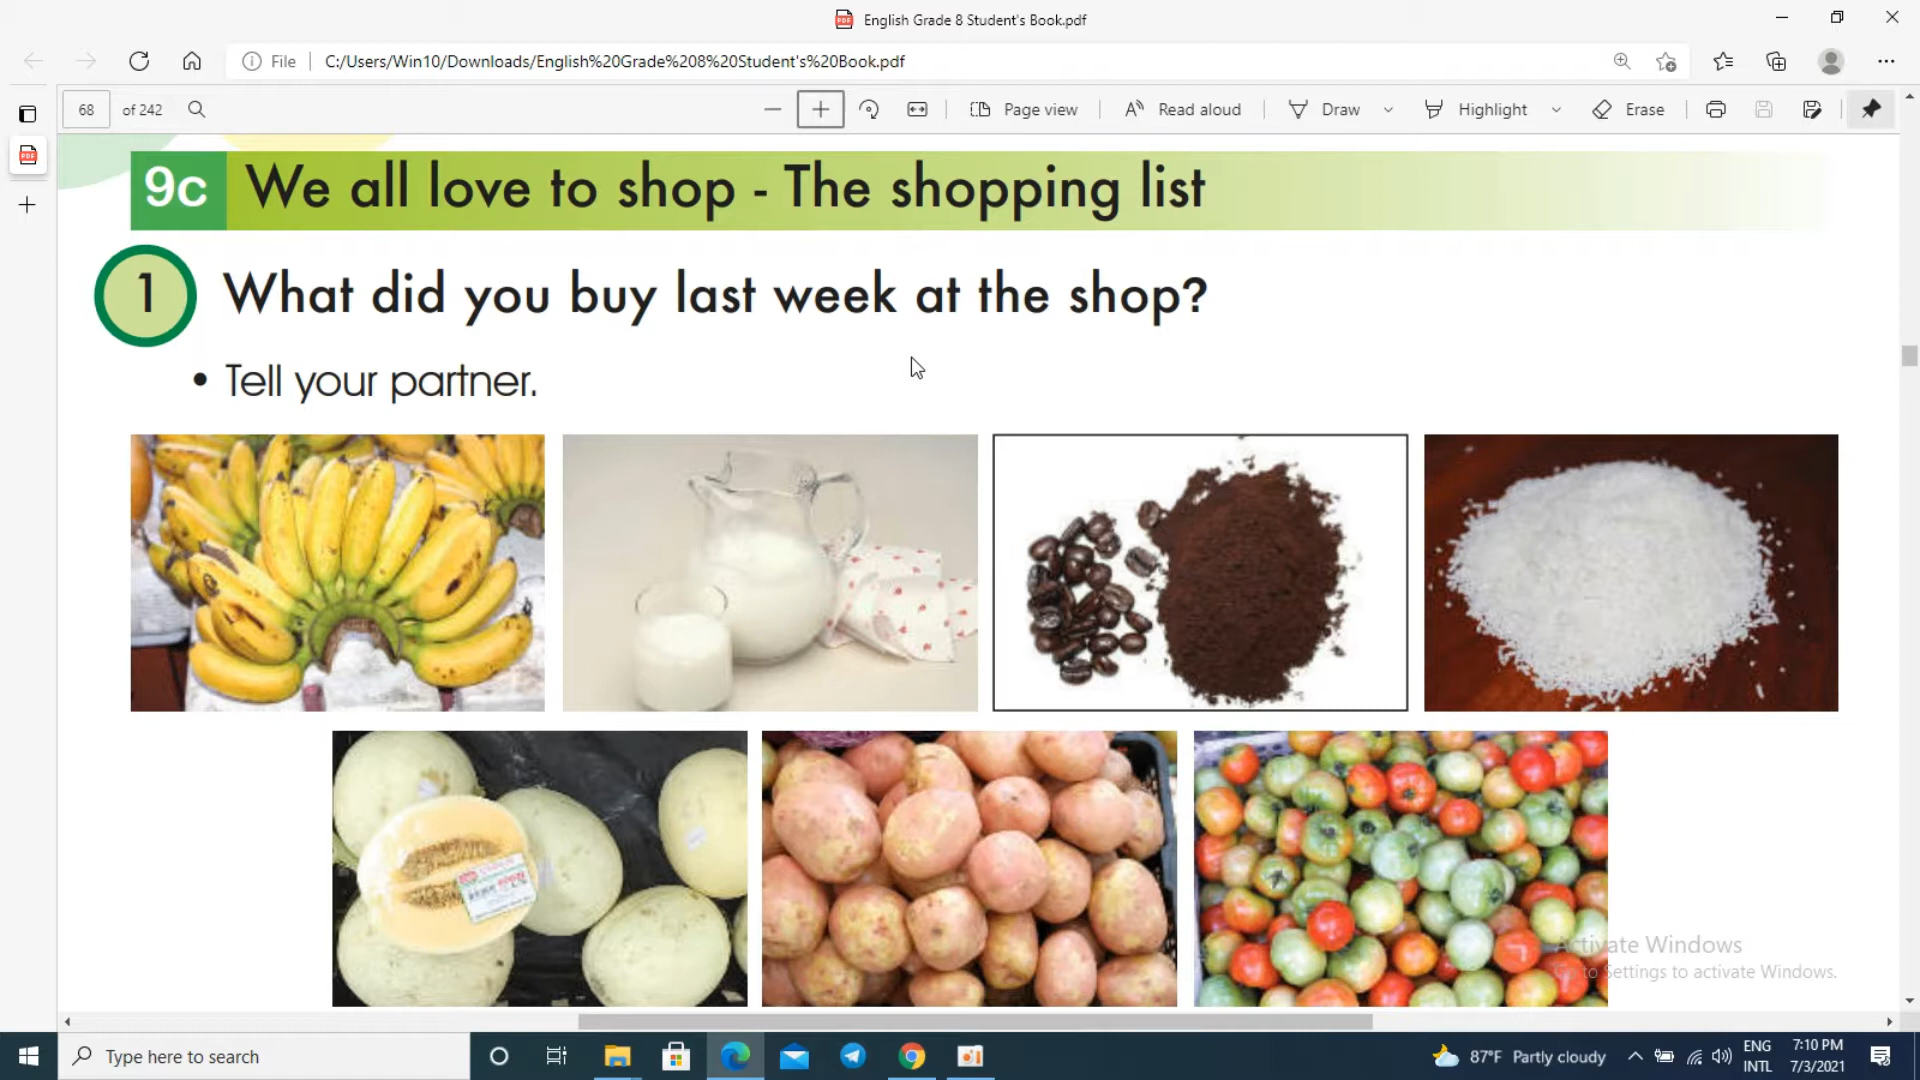 English Grade 8 Student's Book.pdf
File
C:/Users/Win10/Downloads/English%20Grade%208%20Student's%20Book.pdf
68 of 242
Page view
Read aloud
Draw
Highlight
Erase
9c We all love to shop - The shopping list
1 What did you buy last week at the shop?
• Tell your partner.
Activate Windows
Go to Settings to activate Windows.
Type here to search
87°F Partly cloudy
ENG
INTL
7:10 PM
7/3/2021